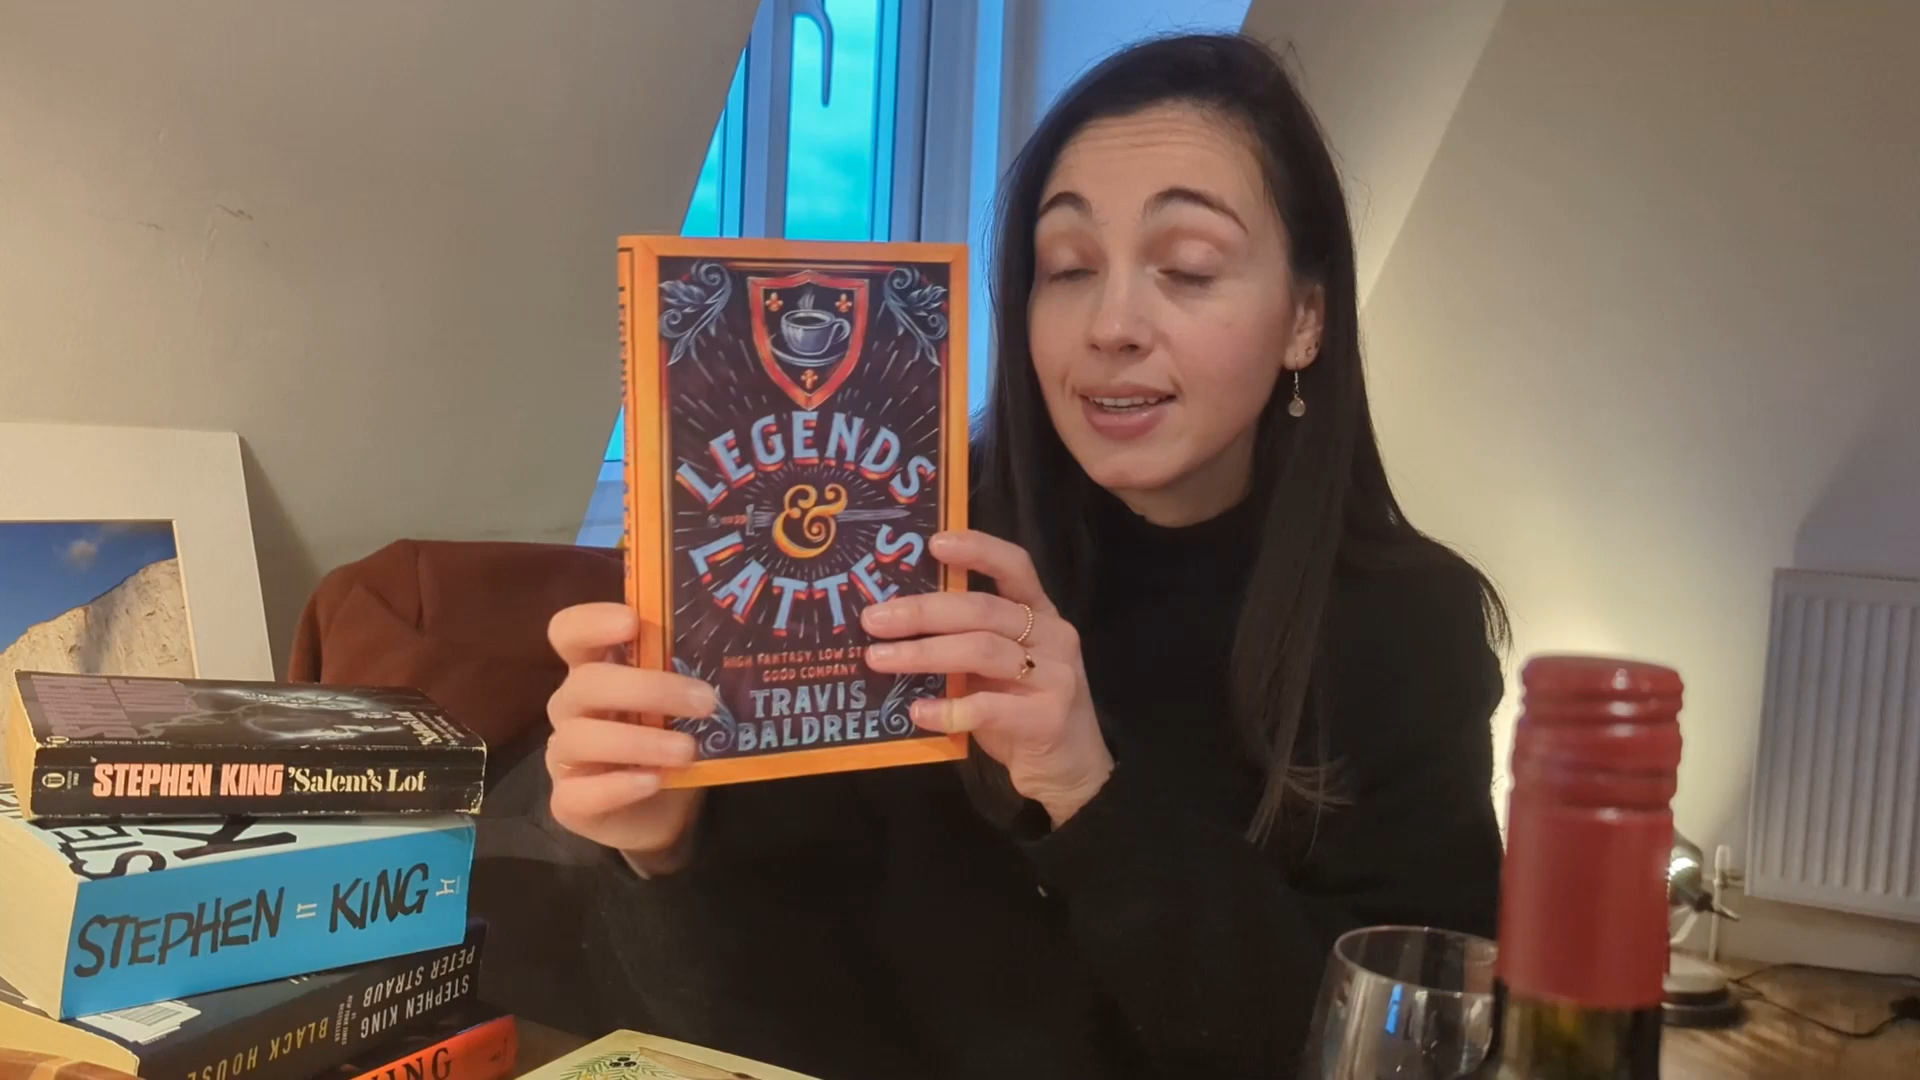 LEGENDS
&
LATTES
HIGH FANTASY. LOW
GOOD COMPANY
TRAVIS
BALDREE
STEPHEN KING 'Salem's Lot
STEPHEN IT KING
STEPHEN KING
PETER STRAUB
BLACK HOUSE
KING